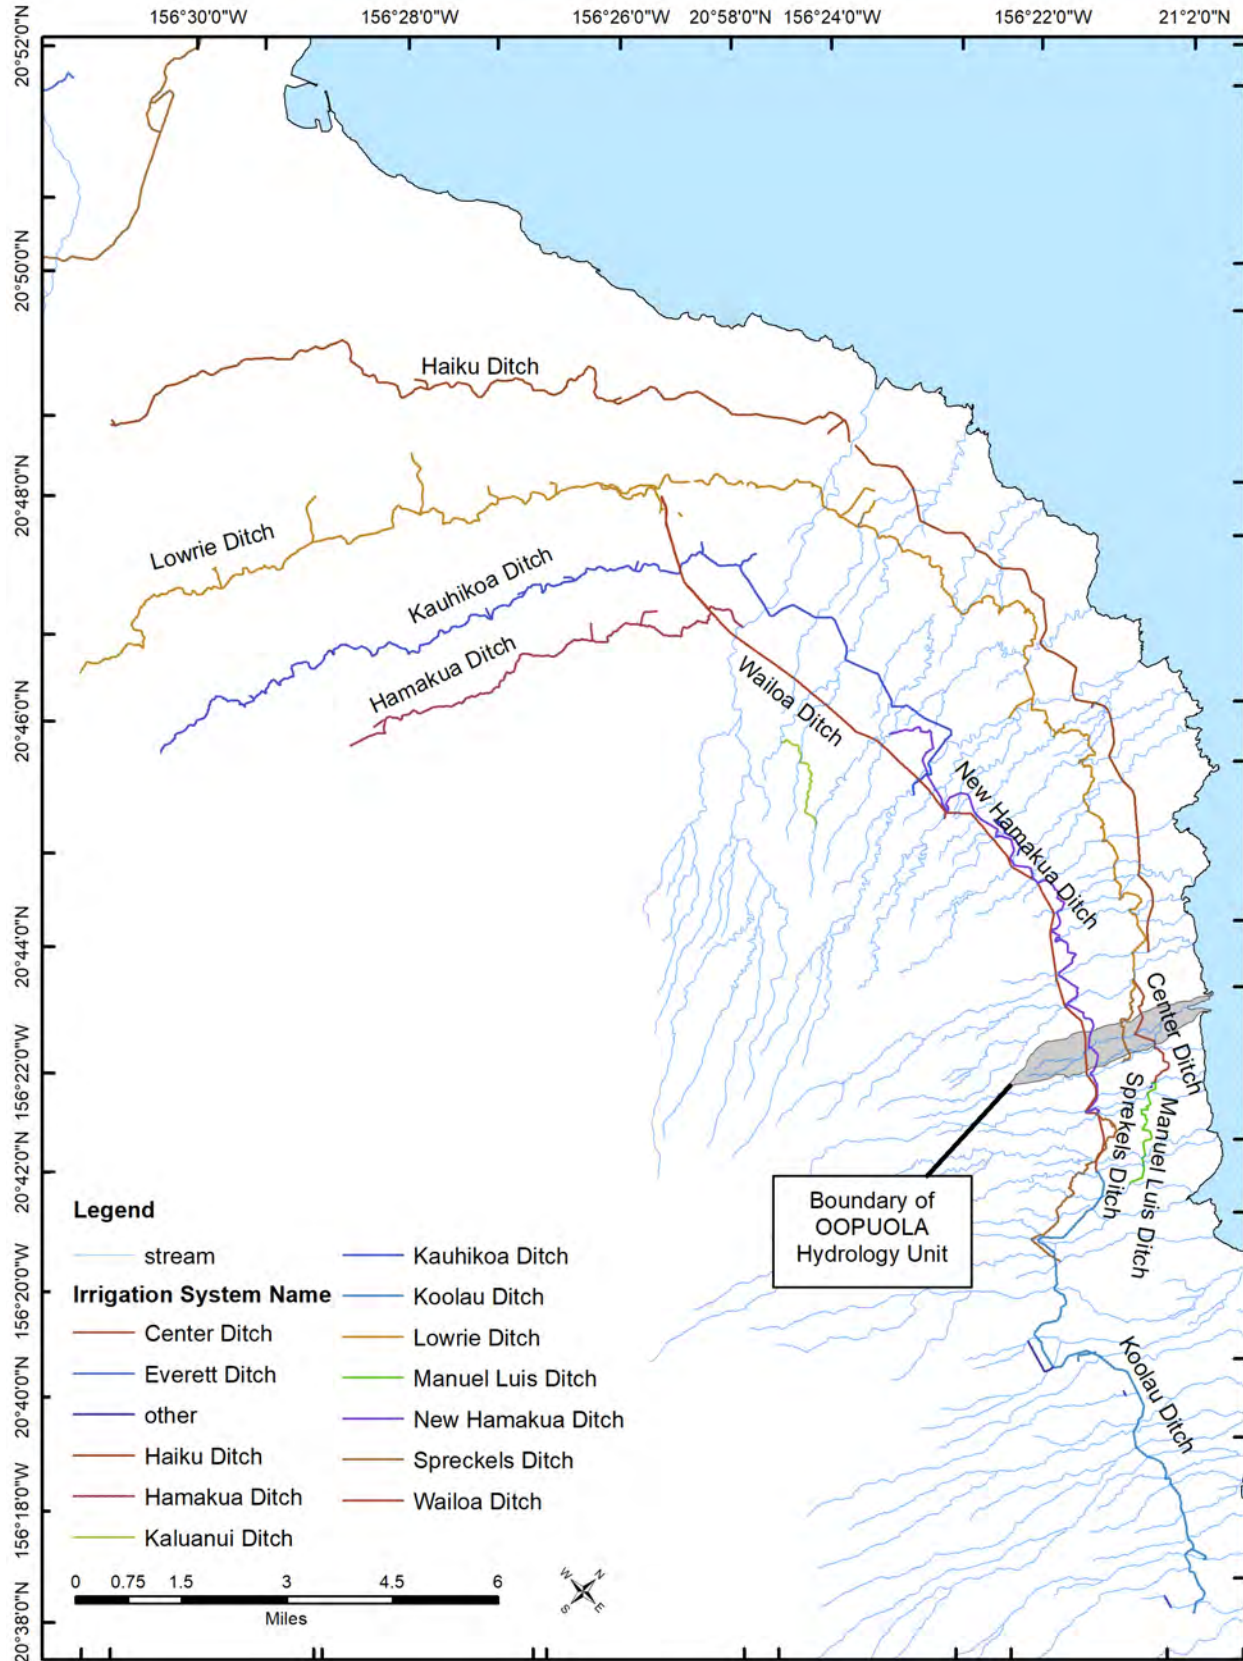 156°30'0"W
156°28'0"W
156°26'0"W
20°58'0"N
156°24'0"W
156°22'0"W
21°2'0"N
20°52'0"N
20°50'0"N
20°48'0"N
20°46'0"N
20°44'0"N
156°22'0"W
20°42'0"N
156°20'0"W
20°40'0"N
156°18'0"W
20°38'0"N
Haiku Ditch
Lowrie Ditch
Kauhikoa Ditch
Hamakua Ditch
Wailoa Ditch
New Hamakua Ditch
Center Ditch
Sprekels Ditch
Manuel Luis Ditch
Koolau Ditch
Boundary of
OOPUOLA
Hydrology Unit
Legend
stream
Irrigation System Name
Center Ditch
Everett Ditch
other
Haiku Ditch
Hamakua Ditch
Kaluanui Ditch
Kauhikoa Ditch
Koolau Ditch
Lowrie Ditch
Manuel Luis Ditch
New Hamakua Ditch
Spreckels Ditch
Wailoa Ditch
0 0.75 1.5 3 4.5 6
Miles
W N
S E